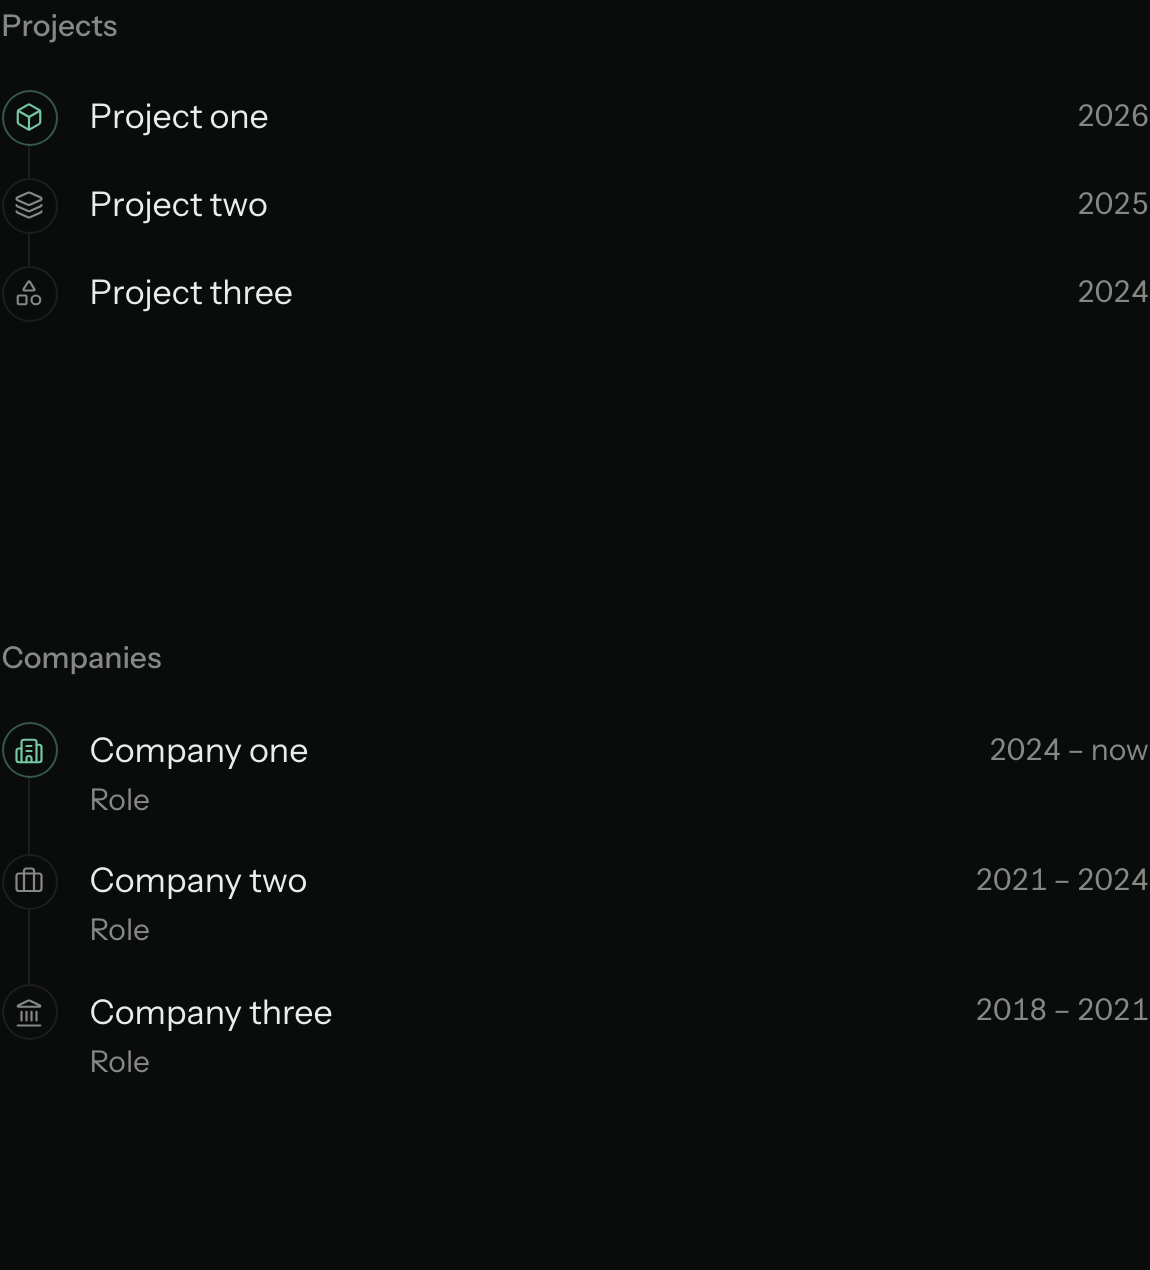 Projects
Project one 2026
Project two 2025
Project three 2024
Companies
Company one 2024 – now
Role
Company two 2021 – 2024
Role
Company three 2018 – 2021
Role